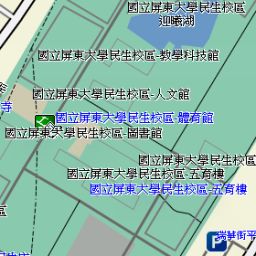 國立屏東大學民生校區
迎曦湖
國立屏東大學民生校區-教學科技館
國立屏東大學民生校區-人文館
寺
國立屏東大學民生校區-體育館
國立屏東大學民生校區-圖書館
國立屏東大學民生校區
國立屏東大學民生校區-五育樓
國立屏東大學民生校區-五育樓
區
P